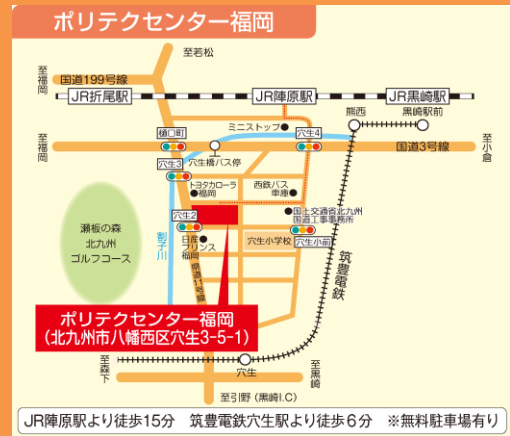 ポリテクセンター福岡
至若松
至福岡
国道199号線
JR折尾駅
JR陣原駅
JR黒崎駅
熊西
黒崎駅前
ミニストップ
樋口町
穴生4
至福岡
穴生橋バス停
国道3号線
至小倉
穴生3
トヨタカローラ
福岡
西鉄バス
車庫
国土交通省北九州
国道工事事務所
穴生2
瀬板の森
北九州
ゴルフコース
割子川
日産
プリンス
福岡
穴生小学校
穴生小前
県道11号線
筑豊電鉄
ポリテクセンター福岡
(北九州市八幡西区穴生3-5-1)
至森下
穴生
至黒崎
至引野(黒崎I.C)
JR陣原駅より徒歩15分 筑豊電鉄穴生駅より徒歩6分 ※無料駐車場有り